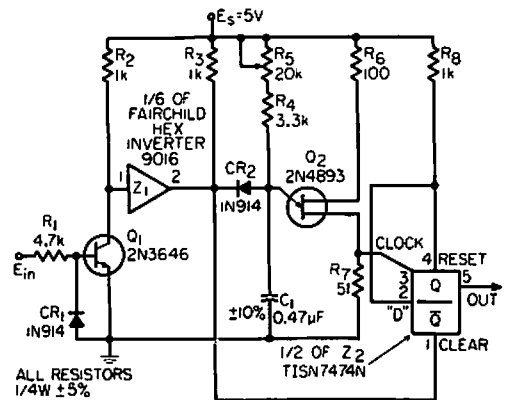 Es=5V
R2
1k
R3
1k
R5
20k
R6
100
R8
1k
1/6 OF
FAIRCHILD
HEX
INVERTER
9016
R4
3.3k
1
Z1
2
CR2
1N914
Q2
2N4893
R1
4.7k
Ein
Q1
2N3646
CR1
1N914
C1
±10%
0.47µF
R7
51
CLOCK
4 RESET
3
2
"D"
Q
Q̅
5
OUT
1 CLEAR
1/2 OF Z2
TISN7474N
ALL RESISTORS
1/4W ±5%